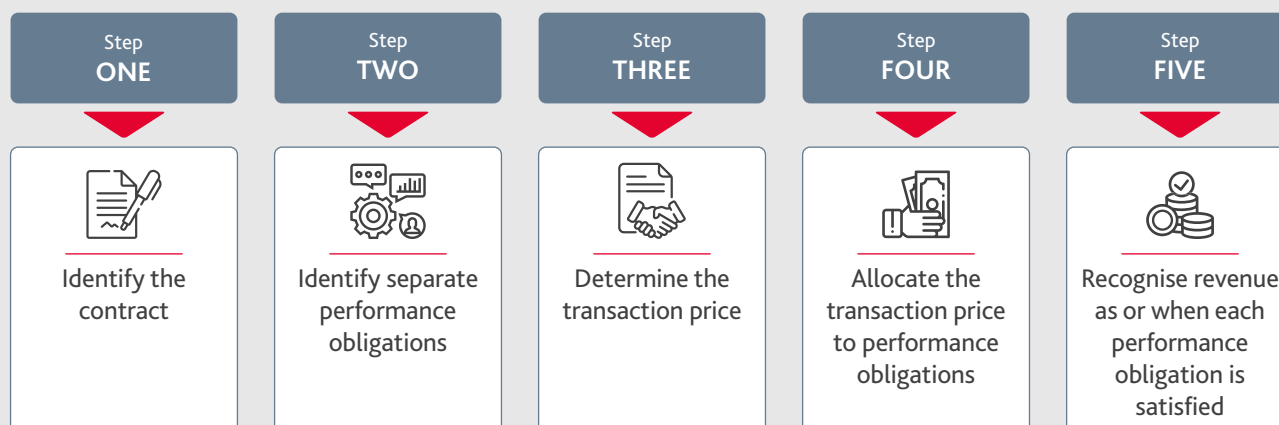 Step
ONE
Step
TWO
Step
THREE
Step
FOUR
Step
FIVE
Identify the
contract
Identify separate
performance
obligations
Determine the
transaction price
Allocate the
transaction price
to performance
obligations
Recognise revenue
as or when each
performance
obligation is
satisfied